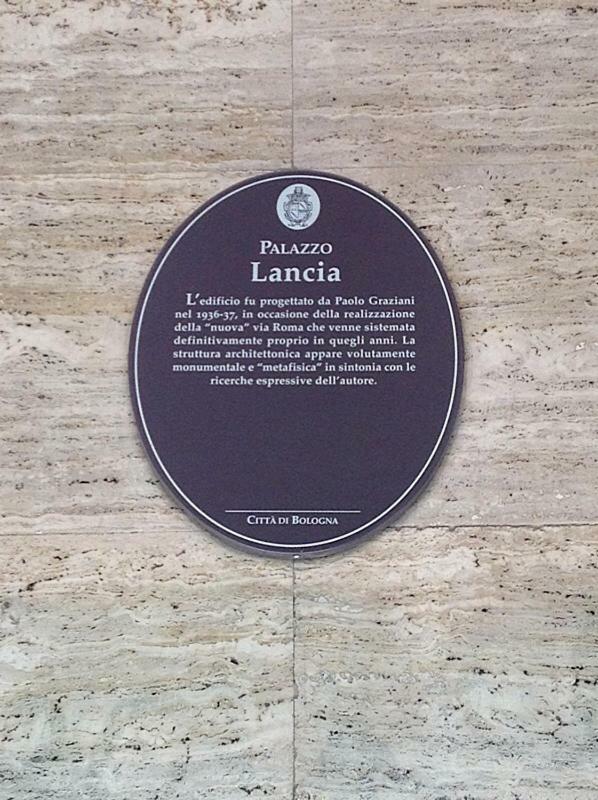 PALAZZO
Lancia
L'edificio fu progettato da Paolo Graziani
nel 1936-37, in occasione della realizzazione
della "nuova" via Roma che venne sistemata
definitivamente proprio in quegli anni. La
struttura architettonica appare volutamente
monumentale e "metafisica" in sintonia con le
ricerche espressive dell'autore.
CITTÀ DI BOLOGNA